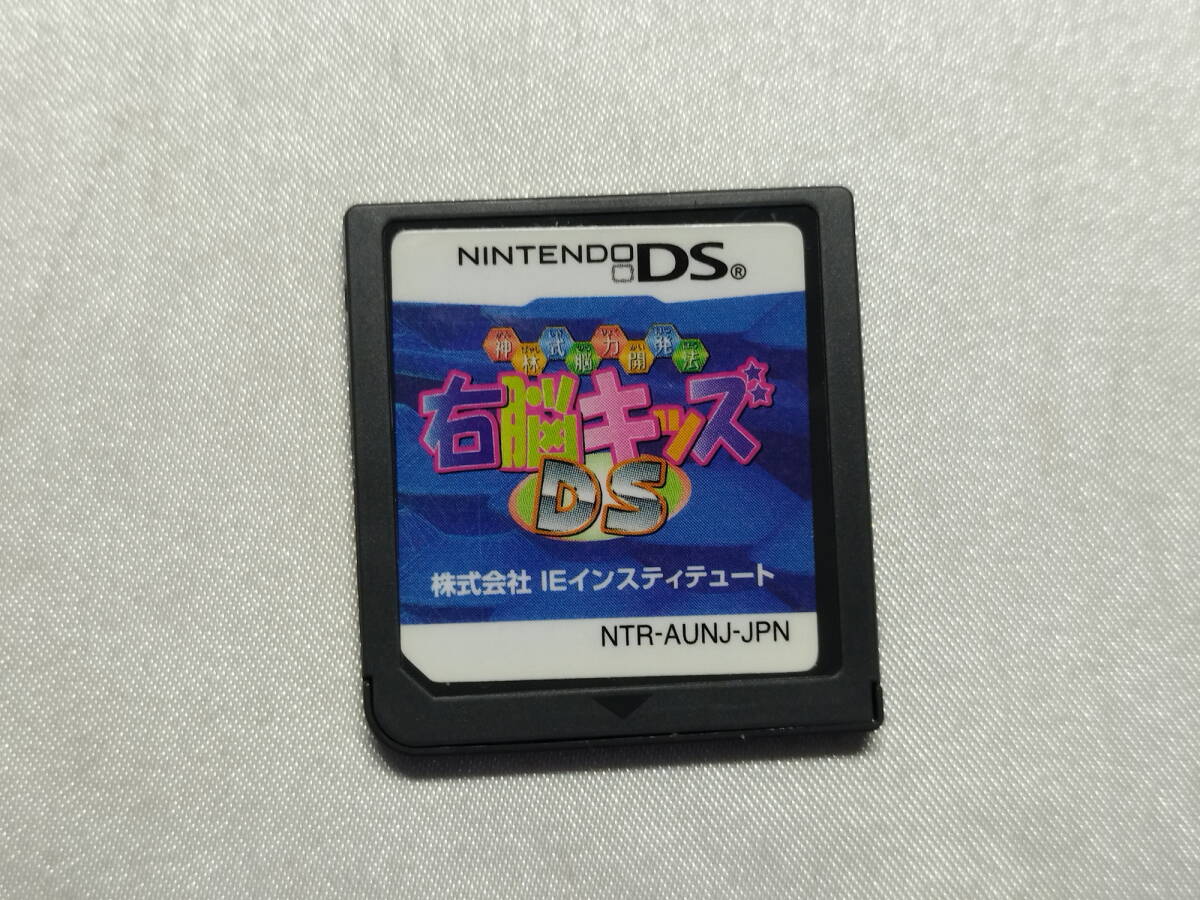 NINTENDO DS®
神林式脳力開発法
右脳キッズ
DS
株式会社 IEインスティテュート
NTR-AUNJ-JPN